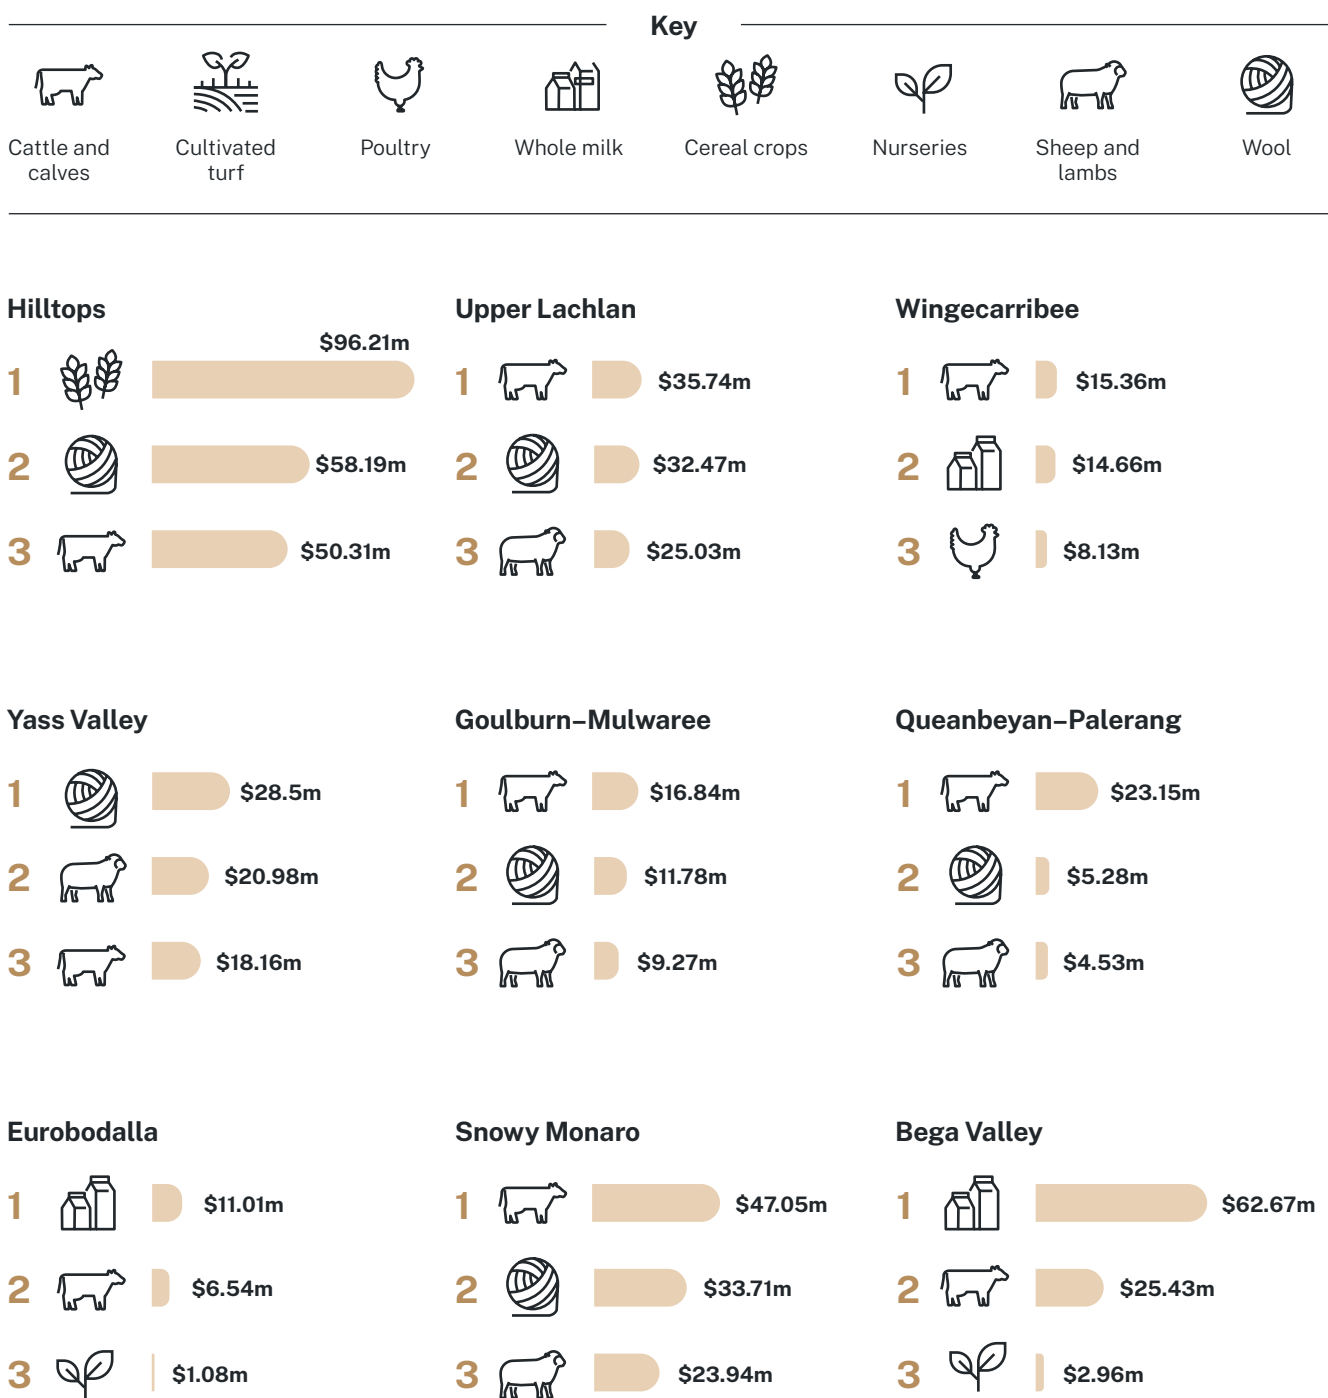 Key
Cattle and
calves
Cultivated
turf
Poultry
Whole milk
Cereal crops
Nurseries
Sheep and
lambs
Wool
Hilltops
1
$96.21m
2
$58.19m
3
$50.31m
Upper Lachlan
1
$35.74m
2
$32.47m
3
$25.03m
Wingecarribee
1
$15.36m
2
$14.66m
3
$8.13m
Yass Valley
1
$28.5m
2
$20.98m
3
$18.16m
Goulburn–Mulwaree
1
$16.84m
2
$11.78m
3
$9.27m
Queanbeyan–Palerang
1
$23.15m
2
$5.28m
3
$4.53m
Eurobodalla
1
$11.01m
2
$6.54m
3
$1.08m
Snowy Monaro
1
$47.05m
2
$33.71m
3
$23.94m
Bega Valley
1
$62.67m
2
$25.43m
3
$2.96m